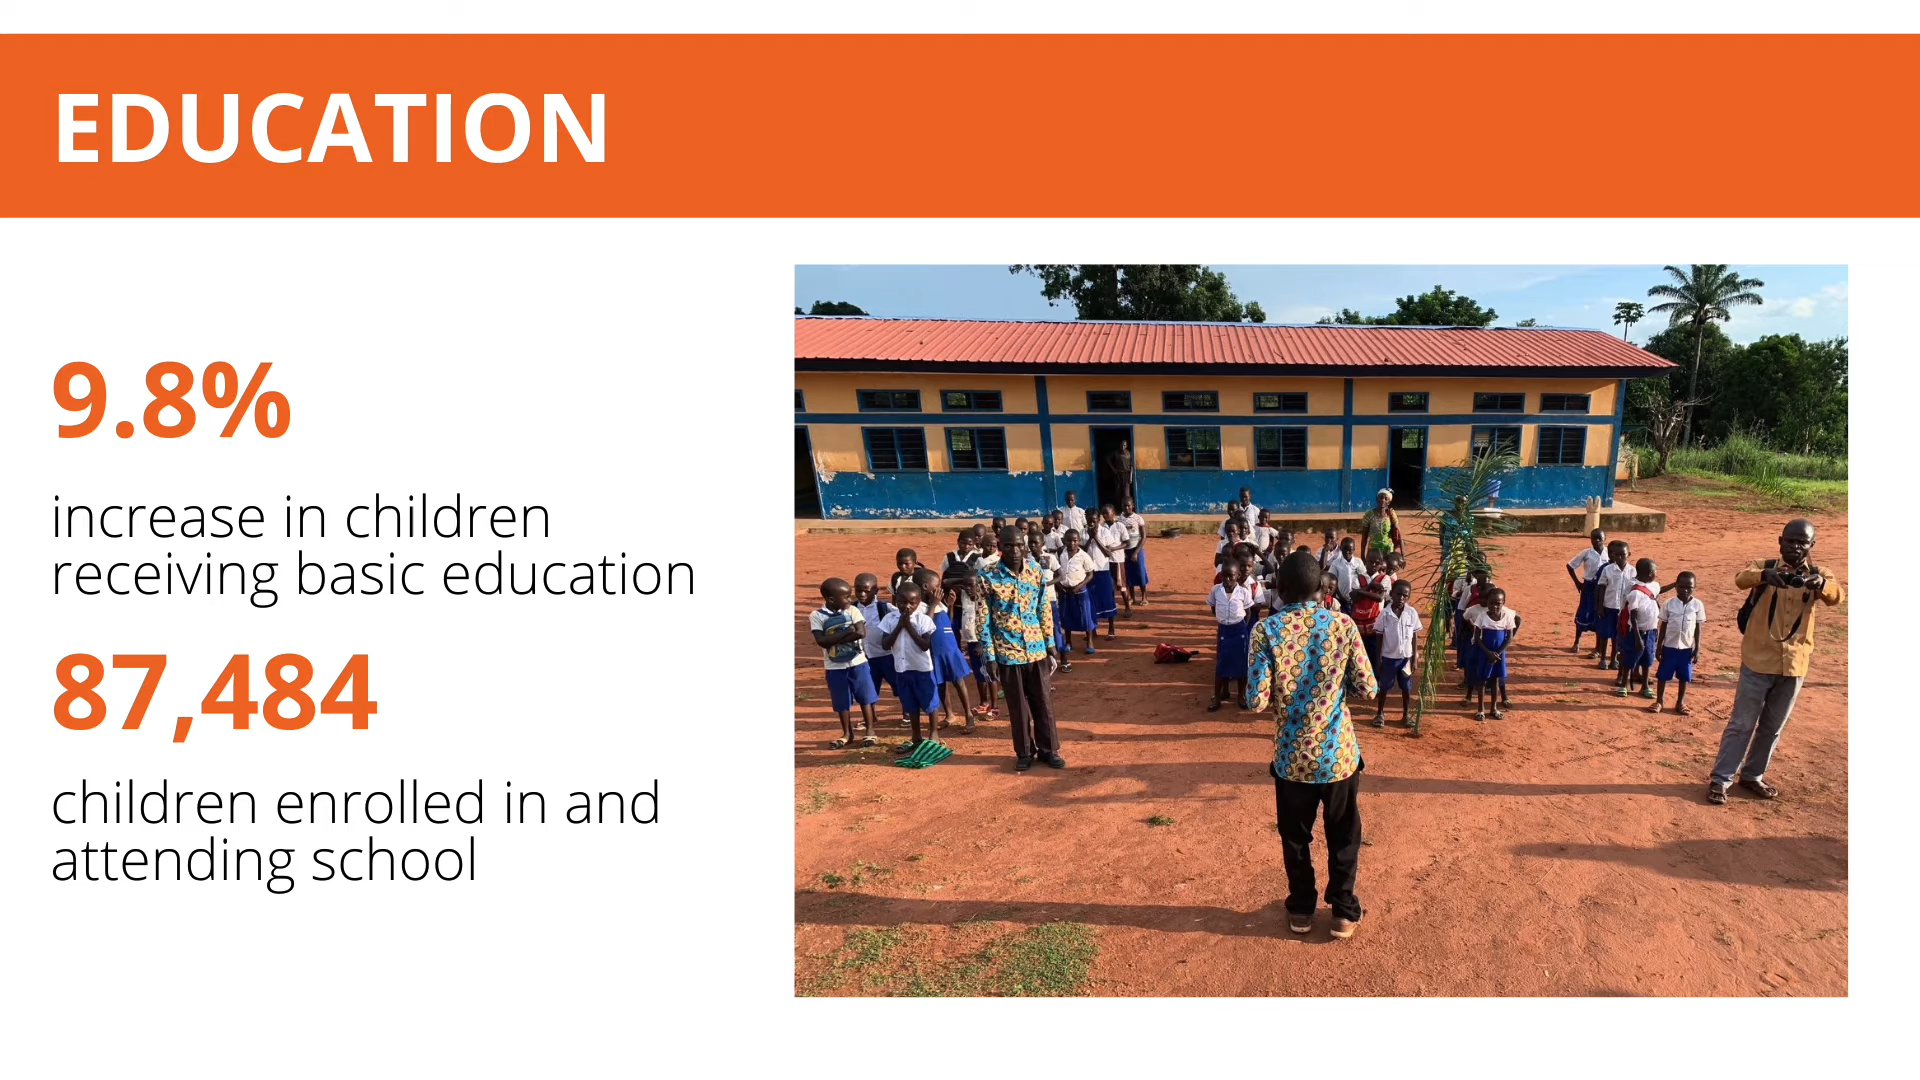 EDUCATION
9.8%
increase in children
receiving basic education
87,484
children enrolled in and
attending school